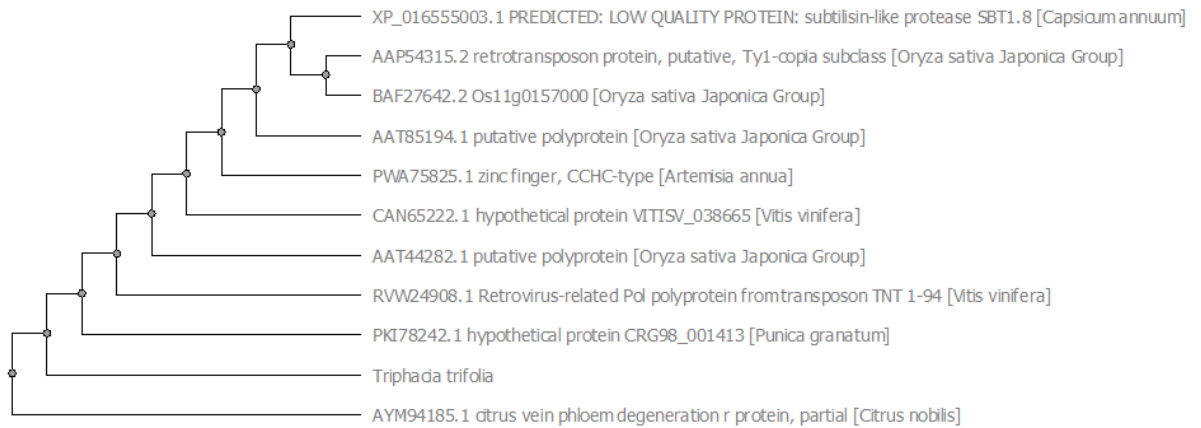 XP_016555003.1 PREDICTED: LOW QUALITY PROTEIN: subtilisin-like protease SBT1.8 [Capsicum annuum]
AAP54315.2 retrotransposon protein, putative, Ty1-copia subclass [Oryza sativa Japonica Group]
BAF27642.2 Os11g0157000 [Oryza sativa Japonica Group]
AAT85194.1 putative polyprotein [Oryza sativa Japonica Group]
PWA75825.1 zinc finger, CCHC-type [Artemisia annua]
CAN65222.1 hypothetical protein VITISV_038665 [Vitis vinifera]
AAT44282.1 putative polyprotein [Oryza sativa Japonica Group]
RVW24908.1 Retrovirus-related Pol polyprotein from transposon TNT 1-94 [Vitis vinifera]
PKI78242.1 hypothetical protein CRG98_001413 [Punica granatum]
Triphacia trifolia
AYM94185.1 citrus vein phloem degeneration r protein, partial [Citrus nobilis]